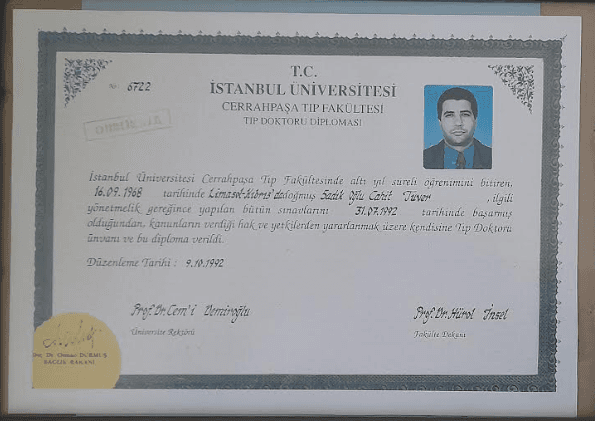 T.C.
No 6722
İSTANBUL ÜNİVERSİTESİ
CERRAHPAŞA TIP FAKÜLTESİ
TIP DOKTORU DİPLOMASI
İstanbul Üniversitesi Cerrahpaşa Tıp Fakültesinde altı yıl süreli öğrenimini bitiren,
16.09.1968 tarihinde Limasol-Kıbrıs'da doğmuş Sadık Oğlu Cahit , ilgili
yönetmelik gereğince yapılan bütün sınavlarını 31.07.1992 tarihinde başarmış
olduğundan, kanunların verdiği hak ve yetkilerden yararlanmak üzere kendisine Tıp Doktoru
ünvanı ve bu diploma verildi.
Düzenleme Tarihi : 9.10.1992
Prof.Dr.Cem'i Demiroğlu
Üniversite Rektörü
Prof.Dr.Hürol İnsel
Fakülte Dekanı
Dr. Osman DURMUŞ
SAĞLIK BAKANI